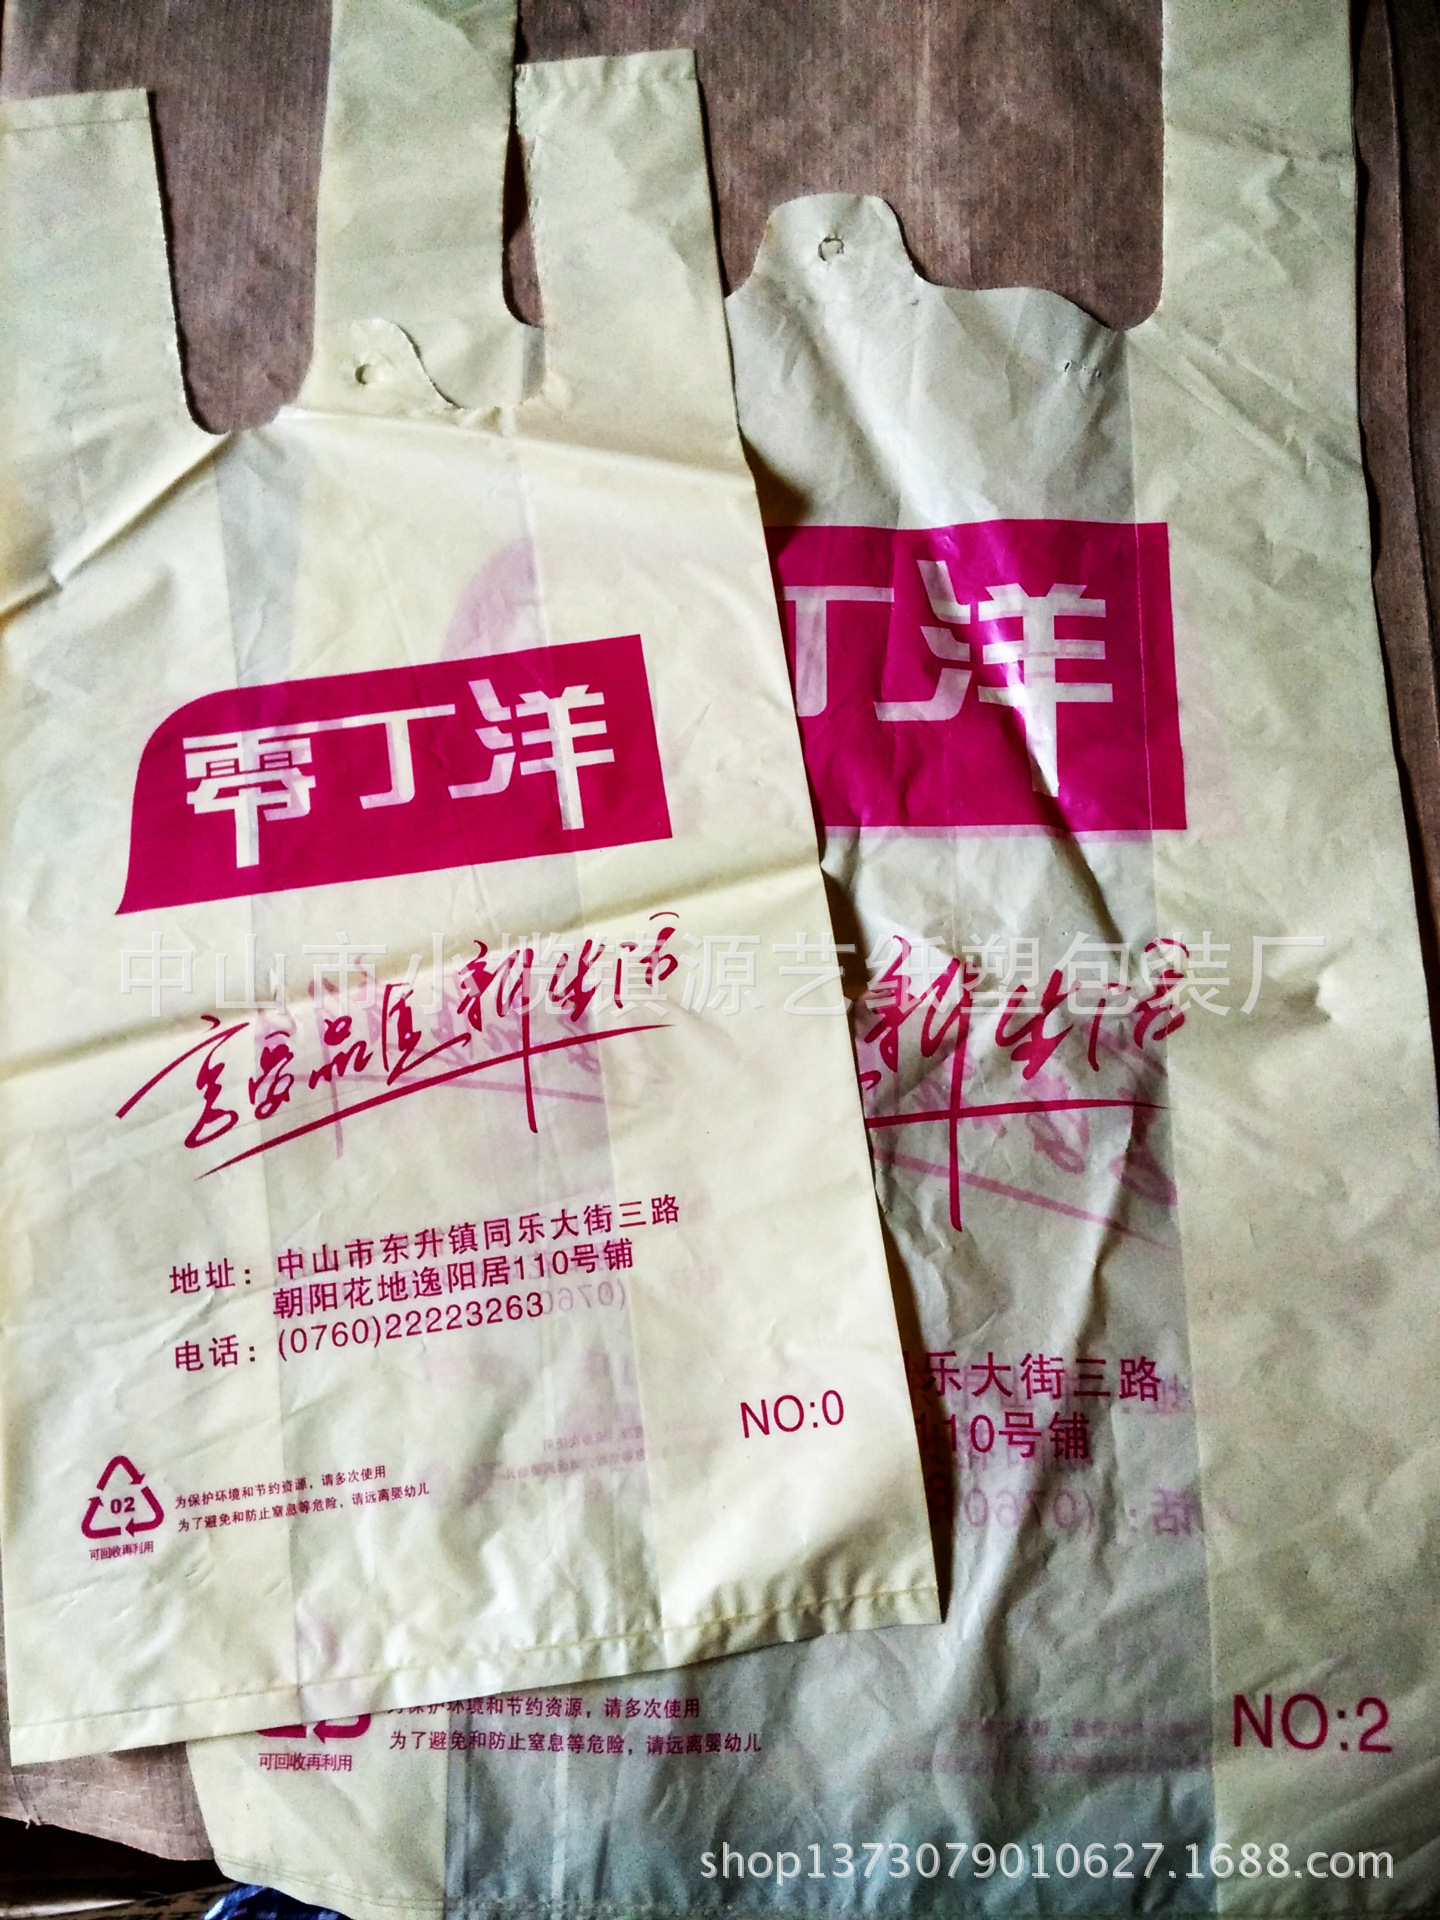 零丁洋
享受品质新生活
地址：中山市东升镇同乐大街三路
朝阳花地逸阳居110号铺
电话：(0760)22223263
NO:0
02
为保护环境和节约资源，请多次使用
为了避免和防止窒息等危险，请远离婴幼儿
可回收再利用
丁洋
新生活
乐大街三路
110号铺
保护环境和节约资源，请多次使用
为了避免和防止窒息等危险，请远离婴幼儿
可回收再利用
NO:2
中山市小榄镇源艺纸塑包装厂
shop1373079010627.1688.com